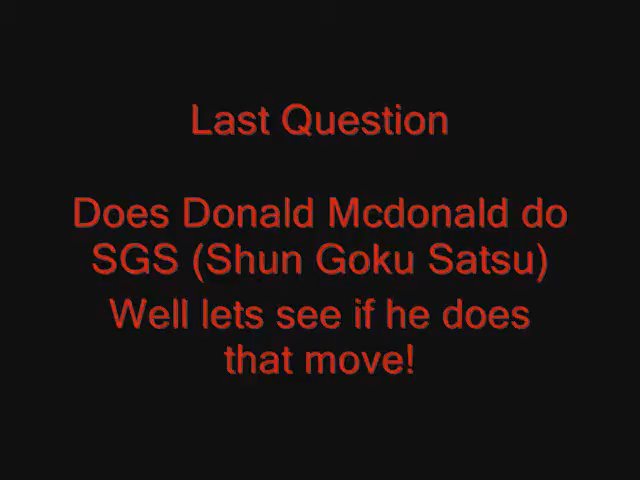 Last Question
Does Donald Mcdonald do
SGS (Shun Goku Satsu)
Well lets see if he does
that move!